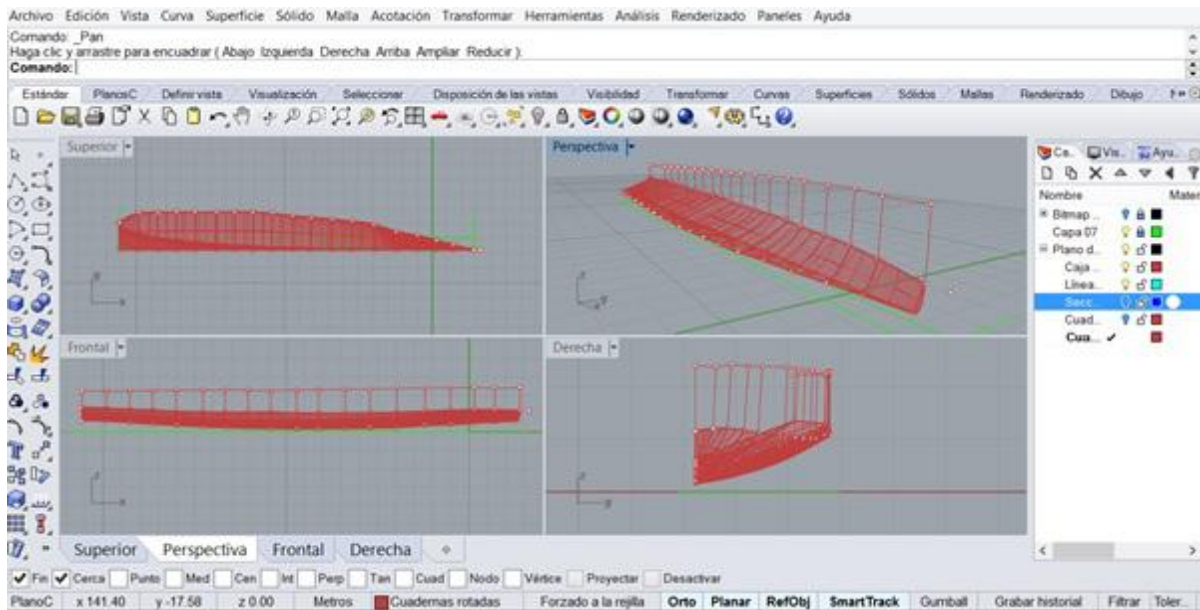 Archivo Edición Vista Curva Superficie Sólido Malla Acotación Transformar Herramientas Análisis Renderizado Paneles Ayuda
Comando: _Pan
Haga clic y arrastre para encuadrar ( Abajo Izquierda Derecha Arriba Ampliar Reducir ):
Comando:
Estándar PlanosC Definir vista Visualización Seleccionar Disposición de las vistas Visibilidad Transformar Curvas Superficies Sólidos Mallas Renderizado Dibujo
Superior
Perspectiva
Ca... Vis... Ayu...
Nombre Mater
Bitmap ...
Capa 07
Plano d...
Caja ...
Línea...
Secc...
Cuad...
Cua...
Frontal
Derecha
Superior Perspectiva Frontal Derecha
Fin Cerca Punto Med Cen Int Perp Tan Cuad Nodo Vértice Proyectar Desactivar
PlanoC x 141.40 y -17.58 z 0.00 Metros Cuadernas rotadas Forzado a la rejilla Orto Planar RefObj SmartTrack Gumball Grabar historial Filtrar Toler...